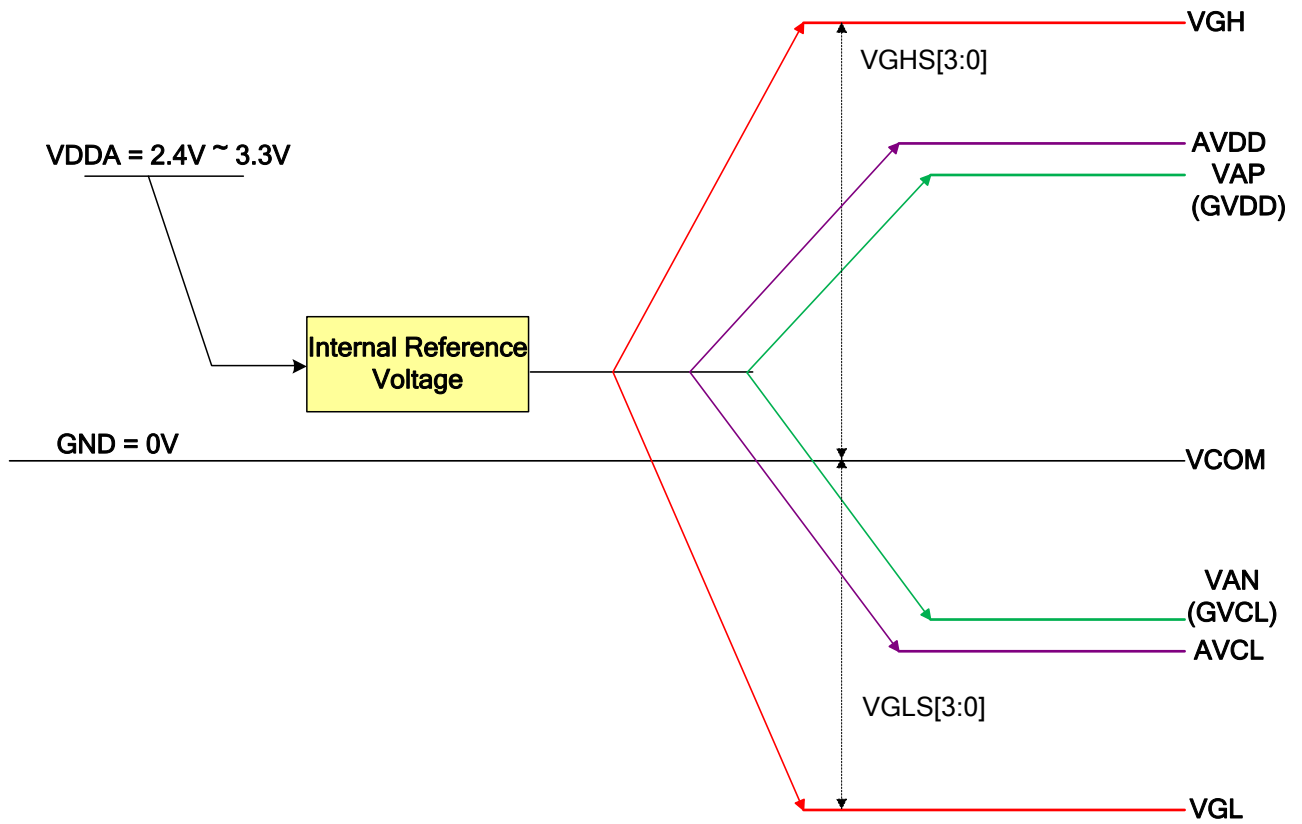 VGH
VGHS[3:0]
AVDD
VDDA = 2.4V ~ 3.3V
VAP
(GVDD)
Internal Reference
Voltage
GND = 0V
VCOM
VAN
(GVCL)
AVCL
VGLS[3:0]
VGL